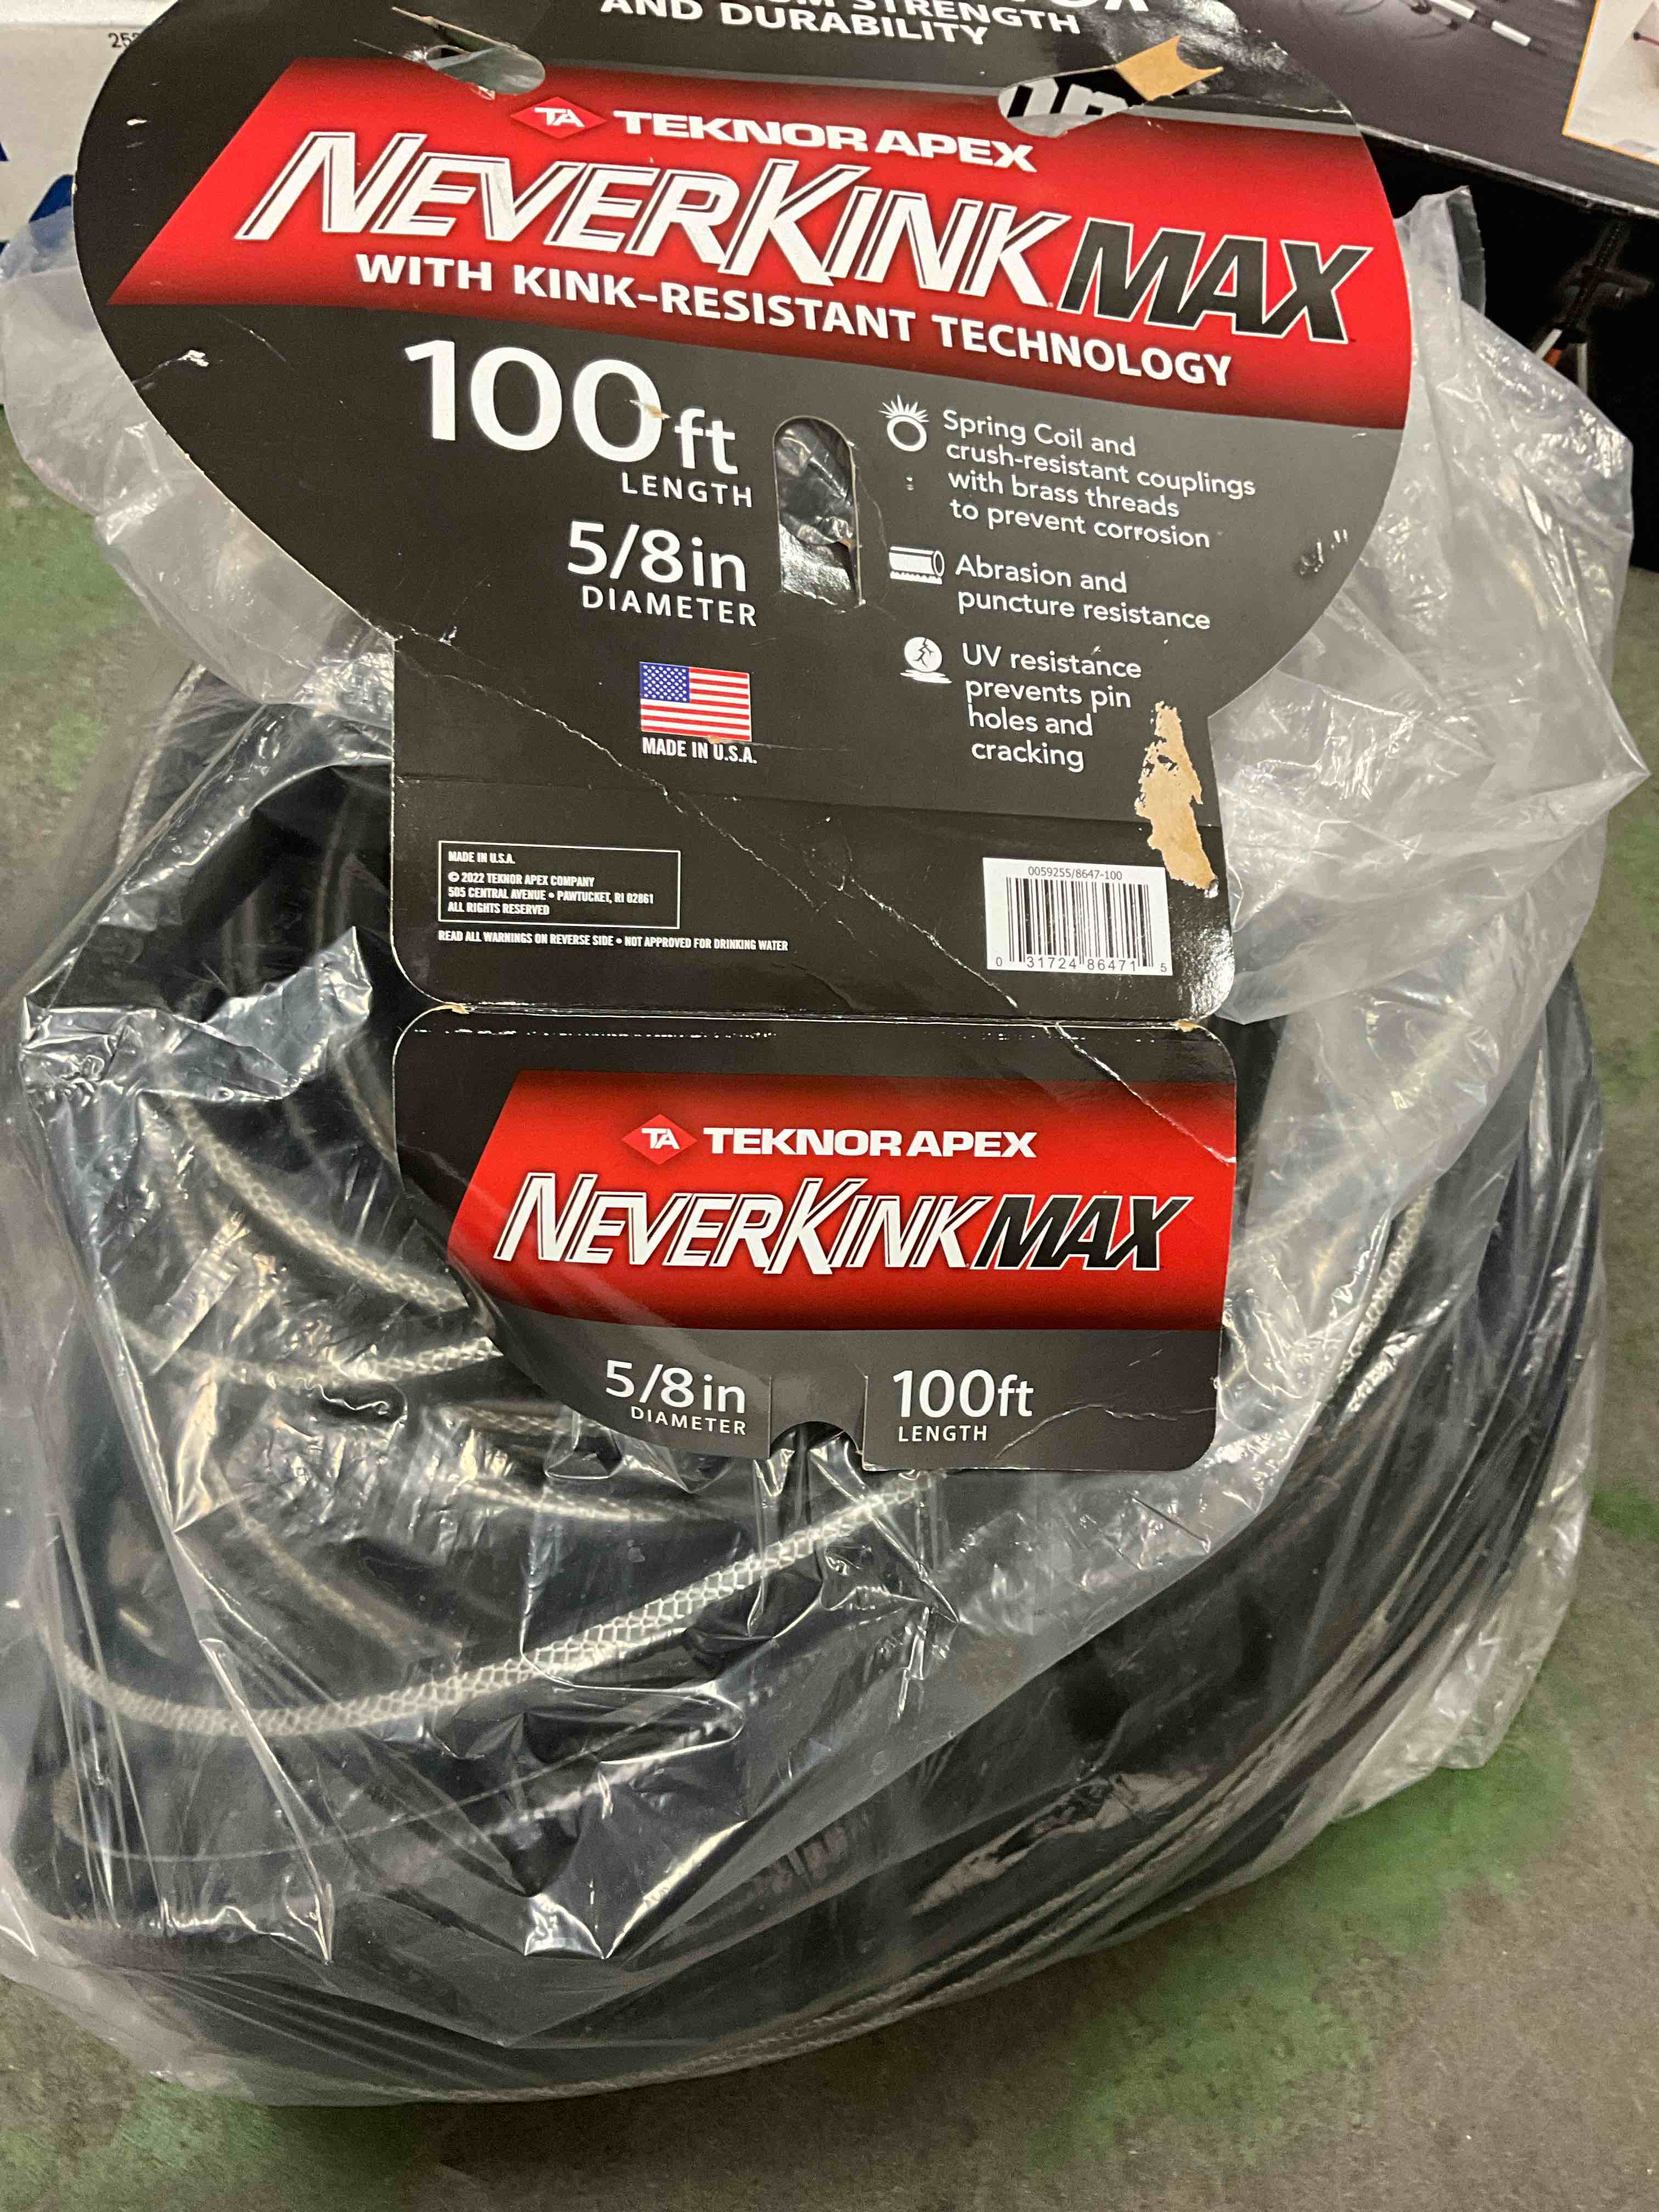 STRENGTH
AND DURABILITY
TA TEKNOR APEX
NEVERKINK MAX
WITH KINK-RESISTANT TECHNOLOGY
100ft
LENGTH
5/8in
DIAMETER
MADE IN U.S.A.
Spring Coil and
crush-resistant couplings
with brass threads
to prevent corrosion
Abrasion and
puncture resistance
UV resistance
prevents pin
holes and
cracking
MADE IN U.S.A.
© 2022 TEKNOR APEX COMPANY
505 CENTRAL AVENUE • PAWTUCKET, RI 02861
ALL RIGHTS RESERVED
READ ALL WARNINGS ON REVERSE SIDE • NOT APPROVED FOR DRINKING WATER
0059255/8647-100
0 31724 86471 5
TA TEKNOR APEX
NEVERKINK MAX
5/8in
DIAMETER
100ft
LENGTH